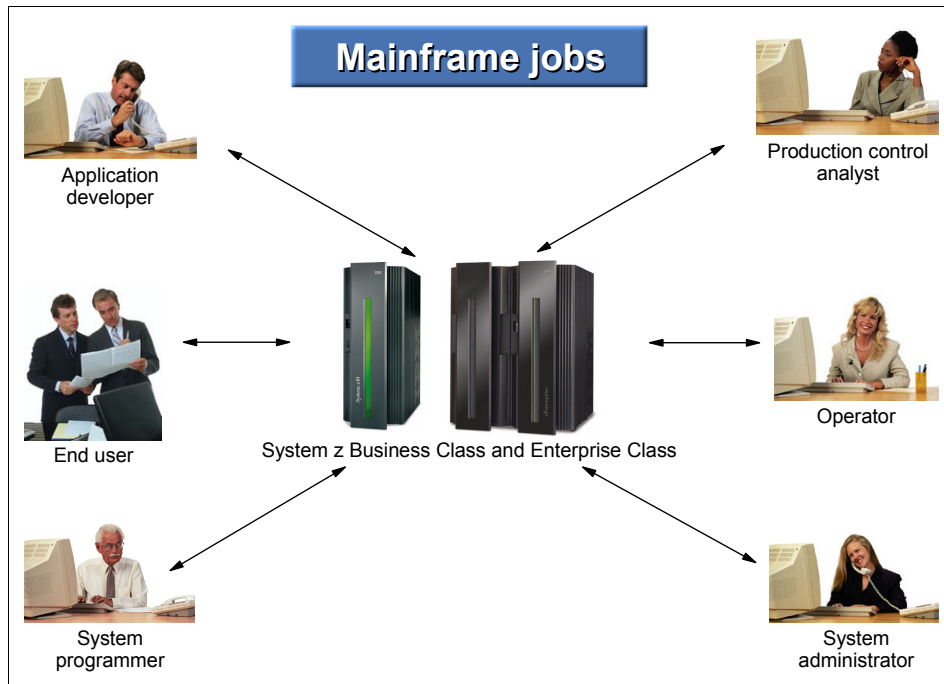 Mainframe jobs
Application
developer
Production control
analyst
End user
System z Business Class and Enterprise Class
Operator
System
programmer
System
administrator